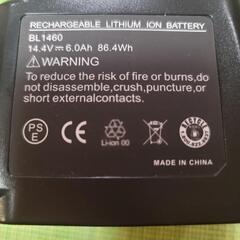 RECHARGEABLE LITHIUM ION BATTERY
BL1460
14.4V⎓6.0Ah 86.4Wh
⚠WARNING
To reduce the risk of fire or burns,do
not disassemble,crush,puncture,or
short externalcontacts.
PS
E
Li-ion 00
MADE IN CHINA